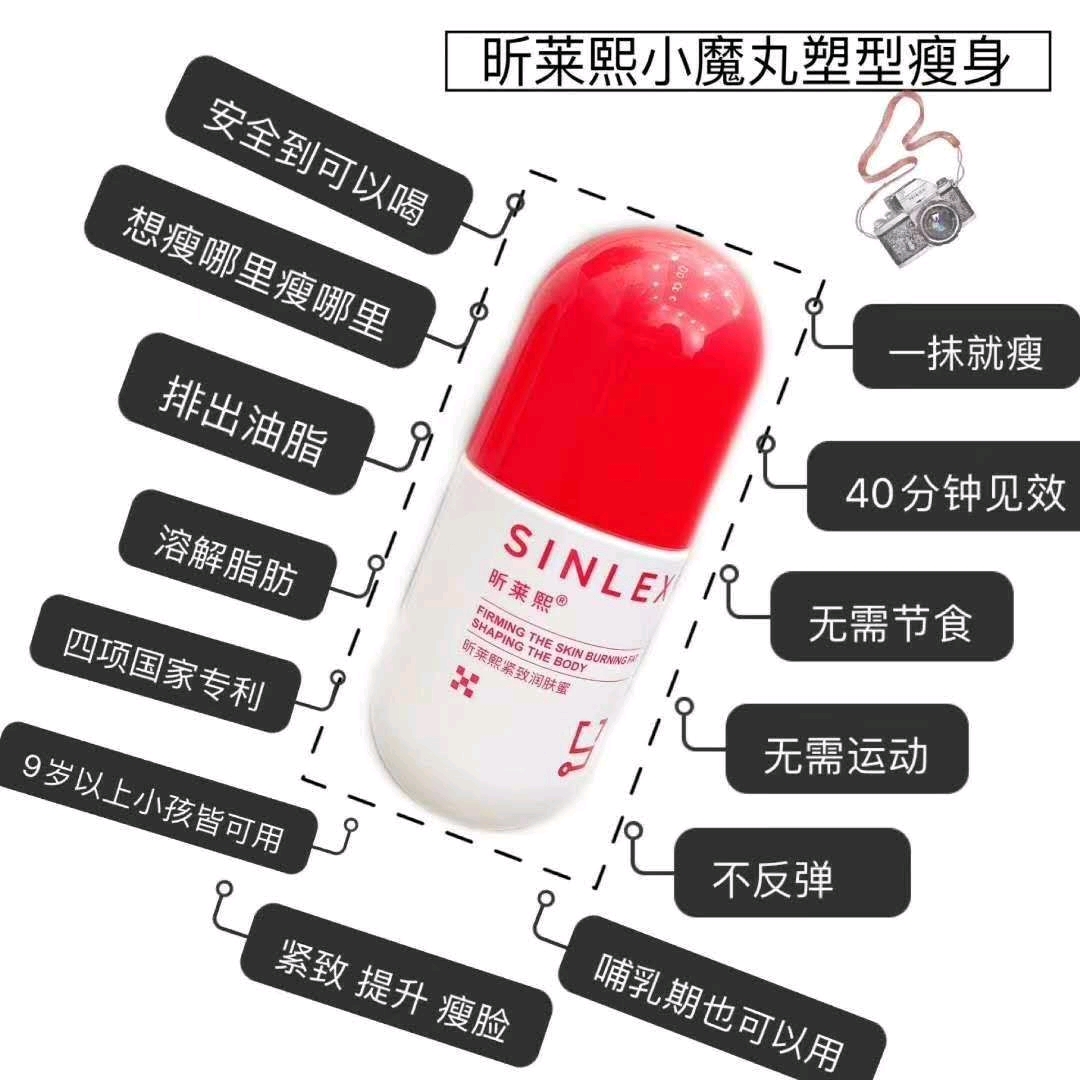 昕莱熙小魔丸塑型瘦身
安全到可以喝
想瘦哪里瘦哪里
排出油脂
溶解脂肪
四项国家专利
9岁以上小孩皆可用
紧致 提升 瘦脸
一抹就瘦
40分钟见效
无需节食
无需运动
不反弹
哺乳期也可以用
SINLEX
昕莱熙®
FIRMING THE SKIN BURNING FAT
SHAPING THE BODY
昕莱熙紧致润肤蜜